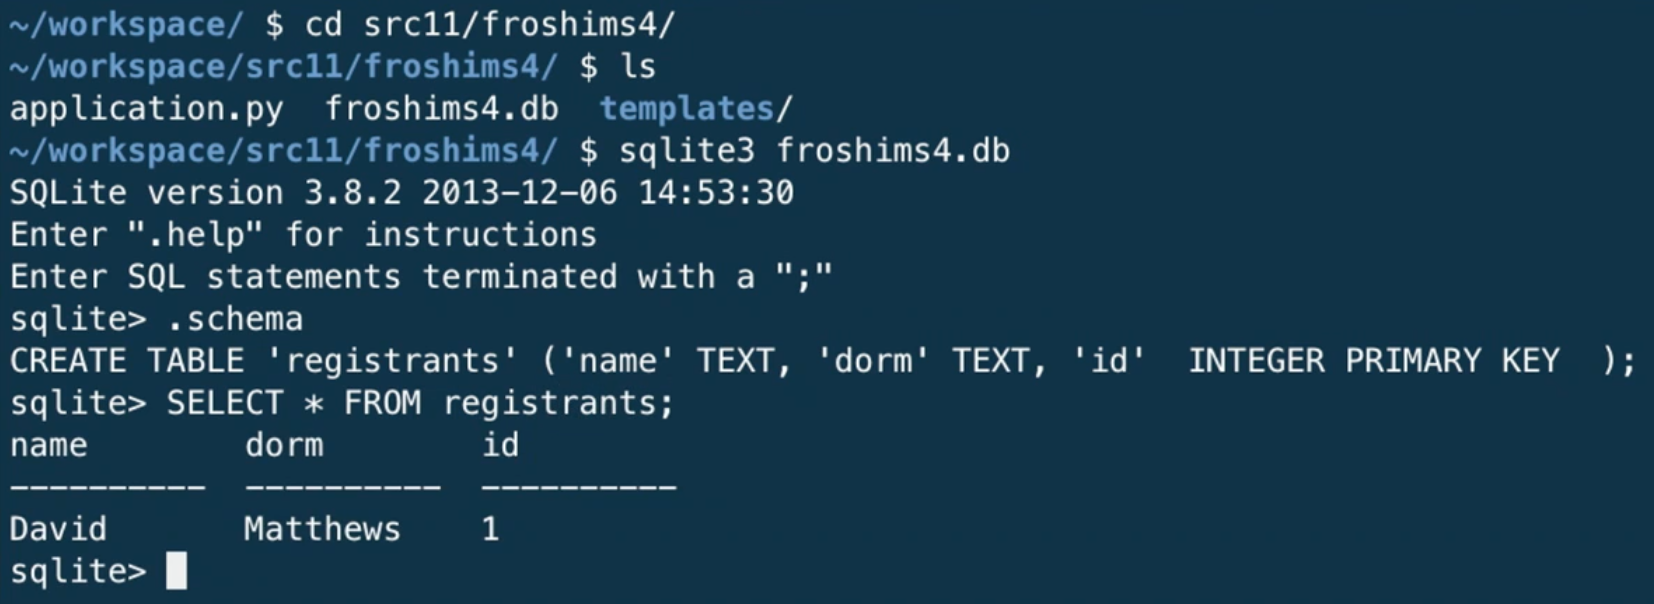 ~/workspace/ $ cd src11/froshims4/
~/workspace/src11/froshims4/ $ ls
application.py  froshims4.db  templates/
~/workspace/src11/froshims4/ $ sqlite3 froshims4.db
SQLite version 3.8.2 2013-12-06 14:53:30
Enter ".help" for instructions
Enter SQL statements terminated with a ";"
sqlite> .schema
CREATE TABLE 'registrants' ('name' TEXT, 'dorm' TEXT, 'id'  INTEGER PRIMARY KEY  );
sqlite> SELECT * FROM registrants;
name        dorm        id
----------  ----------  ----------
David       Matthews    1
sqlite>